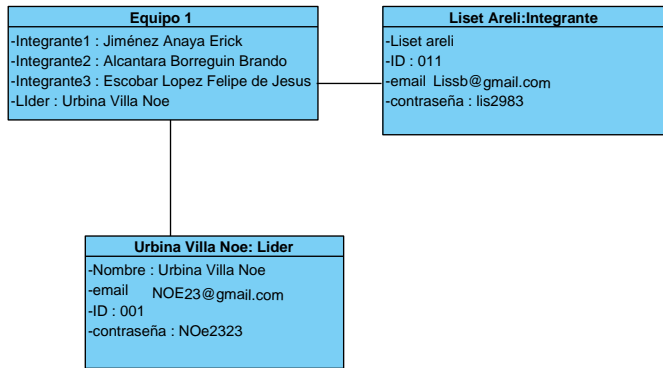 Equipo 1
-Integrante1 : Jiménez Anaya Erick
-Integrante2 : Alcantara Borreguin Brando
-Integrante3 : Escobar Lopez Felipe de Jesus
-LIder : Urbina Villa Noe
Liset Areli:Integrante
-Liset areli
-ID : 011
-email Lissb@gmail.com
-contraseña : lis2983
Urbina Villa Noe: Lider
-Nombre : Urbina Villa Noe
-email NOE23@gmail.com
-ID : 001
-contraseña : NOe2323